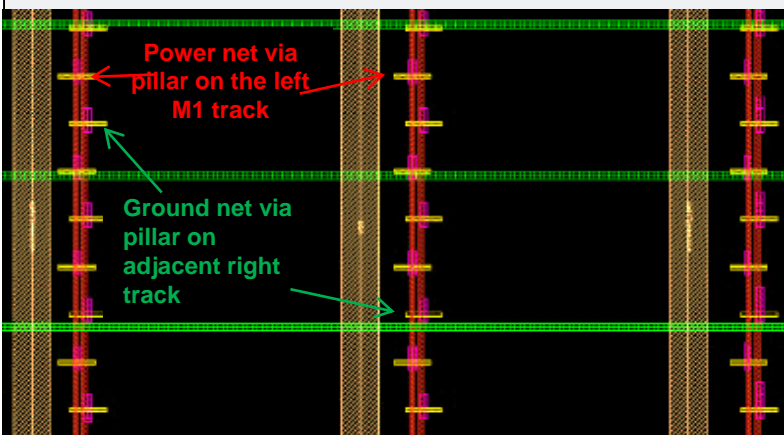 Power net via
pillar on the left
M1 track
Ground net via
pillar on
adjacent right
track